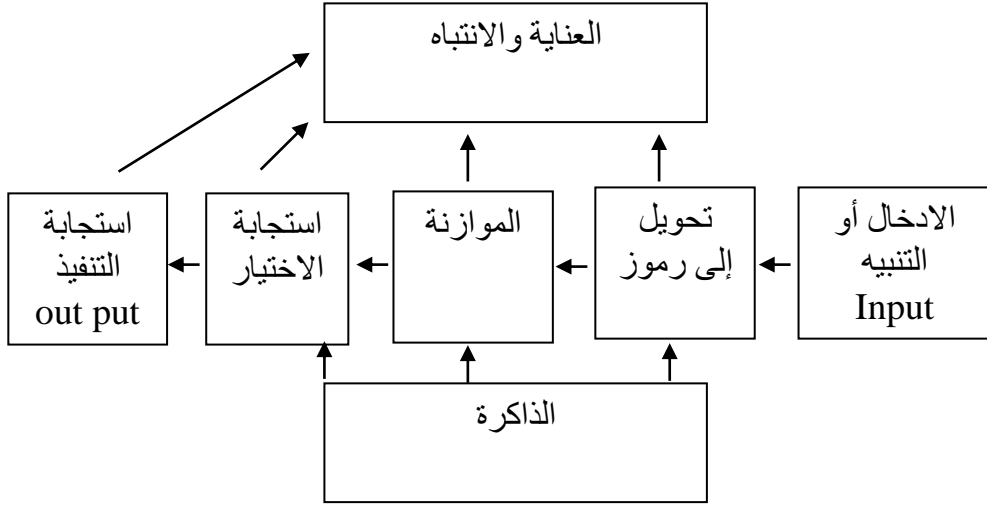 العناية والانتباه
الادخال أو
التنبيه
Input
تحويل
إلى رموز
الموازنة
استجابة
الاختيار
استجابة
التنفيذ
out put
الذاكرة